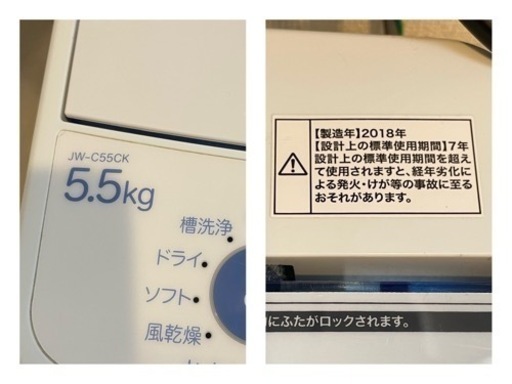 JW-C55CK
5.5kg
槽洗浄
ドライ
ソフト
風乾燥
【製造年】2018年
【設計上の標準使用期間】7年
設計上の標準使用期間を超え
て使用されますと、経年劣化に
よる発火・けが等の事故に至る
おそれがあります。
にふたがロックされます。